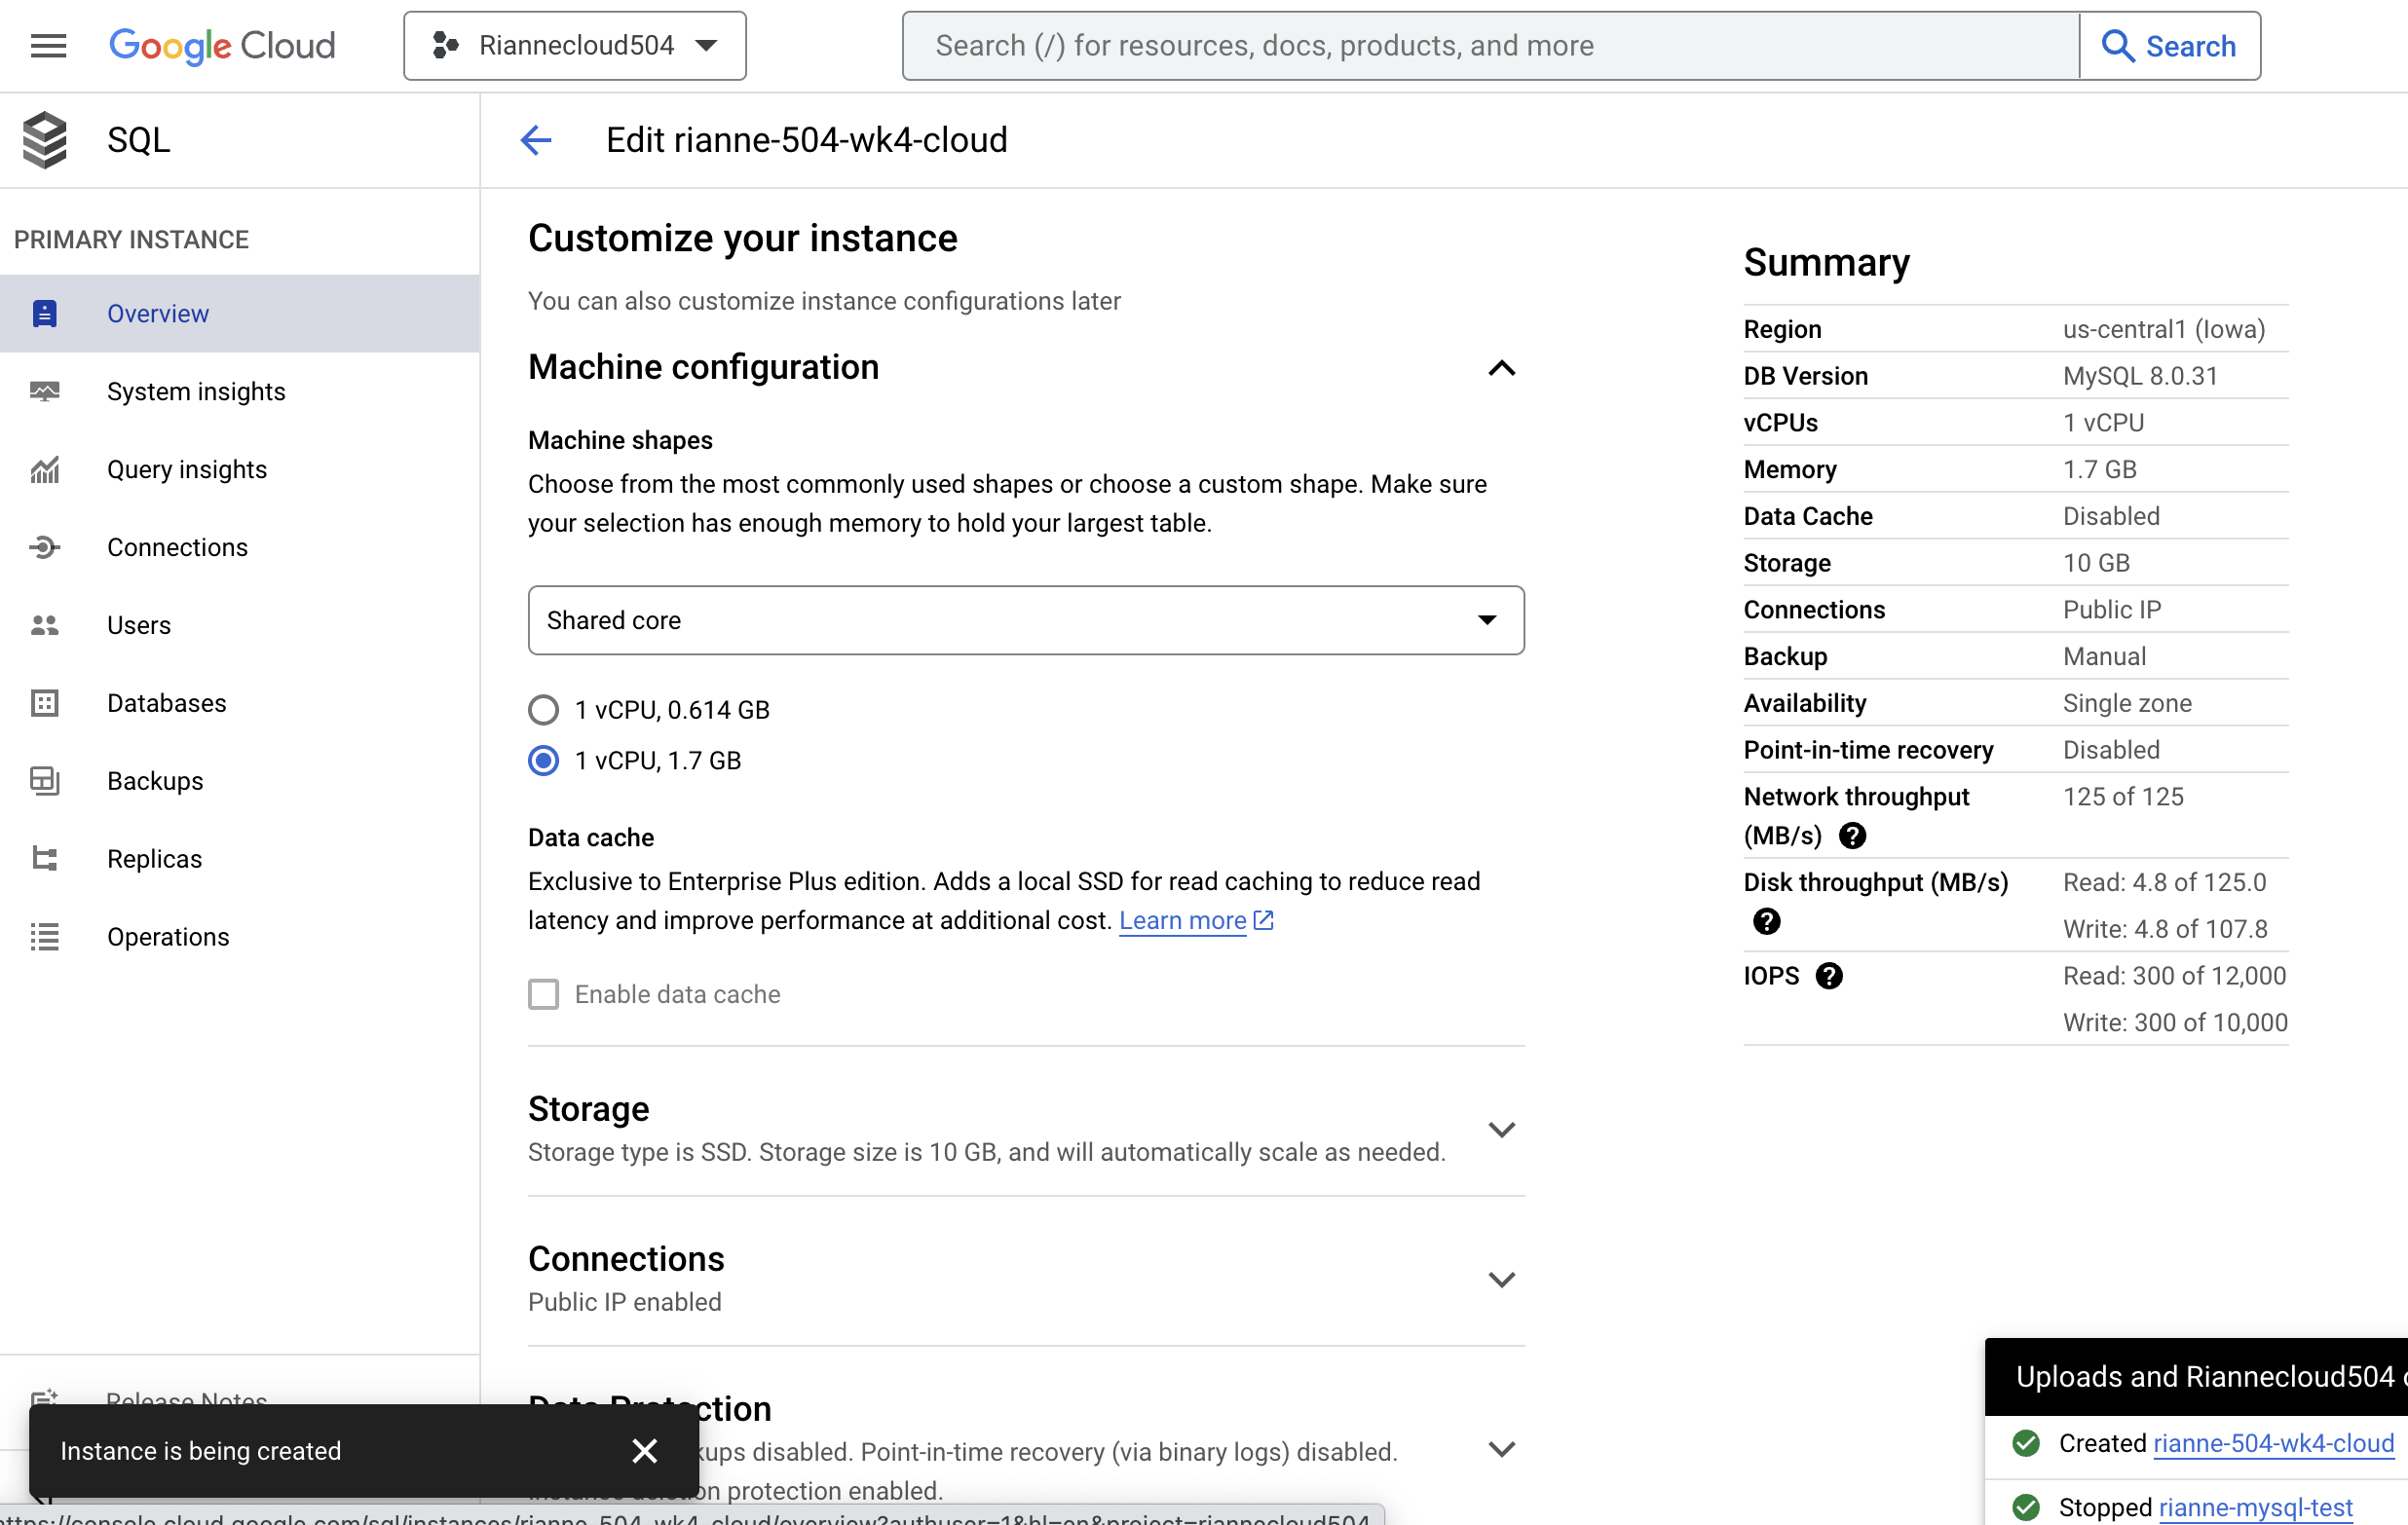 Google Cloud
Riannecloud504
Search (/) for resources, docs, products, and more
Search
SQL
Edit rianne-504-wk4-cloud
PRIMARY INSTANCE
Overview
System insights
Query insights
Connections
Users
Databases
Backups
Replicas
Operations
Release Notes
Customize your instance
You can also customize instance configurations later
Machine configuration
Machine shapes
Choose from the most commonly used shapes or choose a custom shape. Make sure
your selection has enough memory to hold your largest table.
Shared core
1 vCPU, 0.614 GB
1 vCPU, 1.7 GB
Data cache
Exclusive to Enterprise Plus edition. Adds a local SSD for read caching to reduce read
latency and improve performance at additional cost. Learn more
Enable data cache
Storage
Storage type is SSD. Storage size is 10 GB, and will automatically scale as needed.
Connections
Public IP enabled
Data Protection
kups disabled. Point-in-time recovery (via binary logs) disabled.
Instance deletion protection enabled.
Summary
Region us-central1 (Iowa)
DB Version MySQL 8.0.31
vCPUs 1 vCPU
Memory 1.7 GB
Data Cache Disabled
Storage 10 GB
Connections Public IP
Backup Manual
Availability Single zone
Point-in-time recovery Disabled
Network throughput 125 of 125
(MB/s) ?
Disk throughput (MB/s) Read: 4.8 of 125.0
? Write: 4.8 of 107.8
IOPS ? Read: 300 of 12,000
Write: 300 of 10,000
Instance is being created
Uploads and Riannecloud504
Created rianne-504-wk4-cloud
Stopped rianne-mysql-test
ttps://console.cloud.google.com/sql/instances/rianne-504-wk4-cloud/overview?authuser=1&hl=en&project=riannecloud504